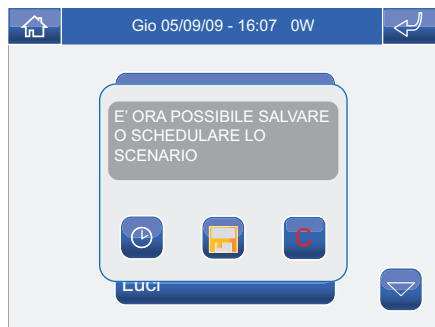 Gio 05/09/09 - 16:07 0W
E' ORA POSSIBILE SALVARE
O SCHEDULARE LO
SCENARIO
C
Luci